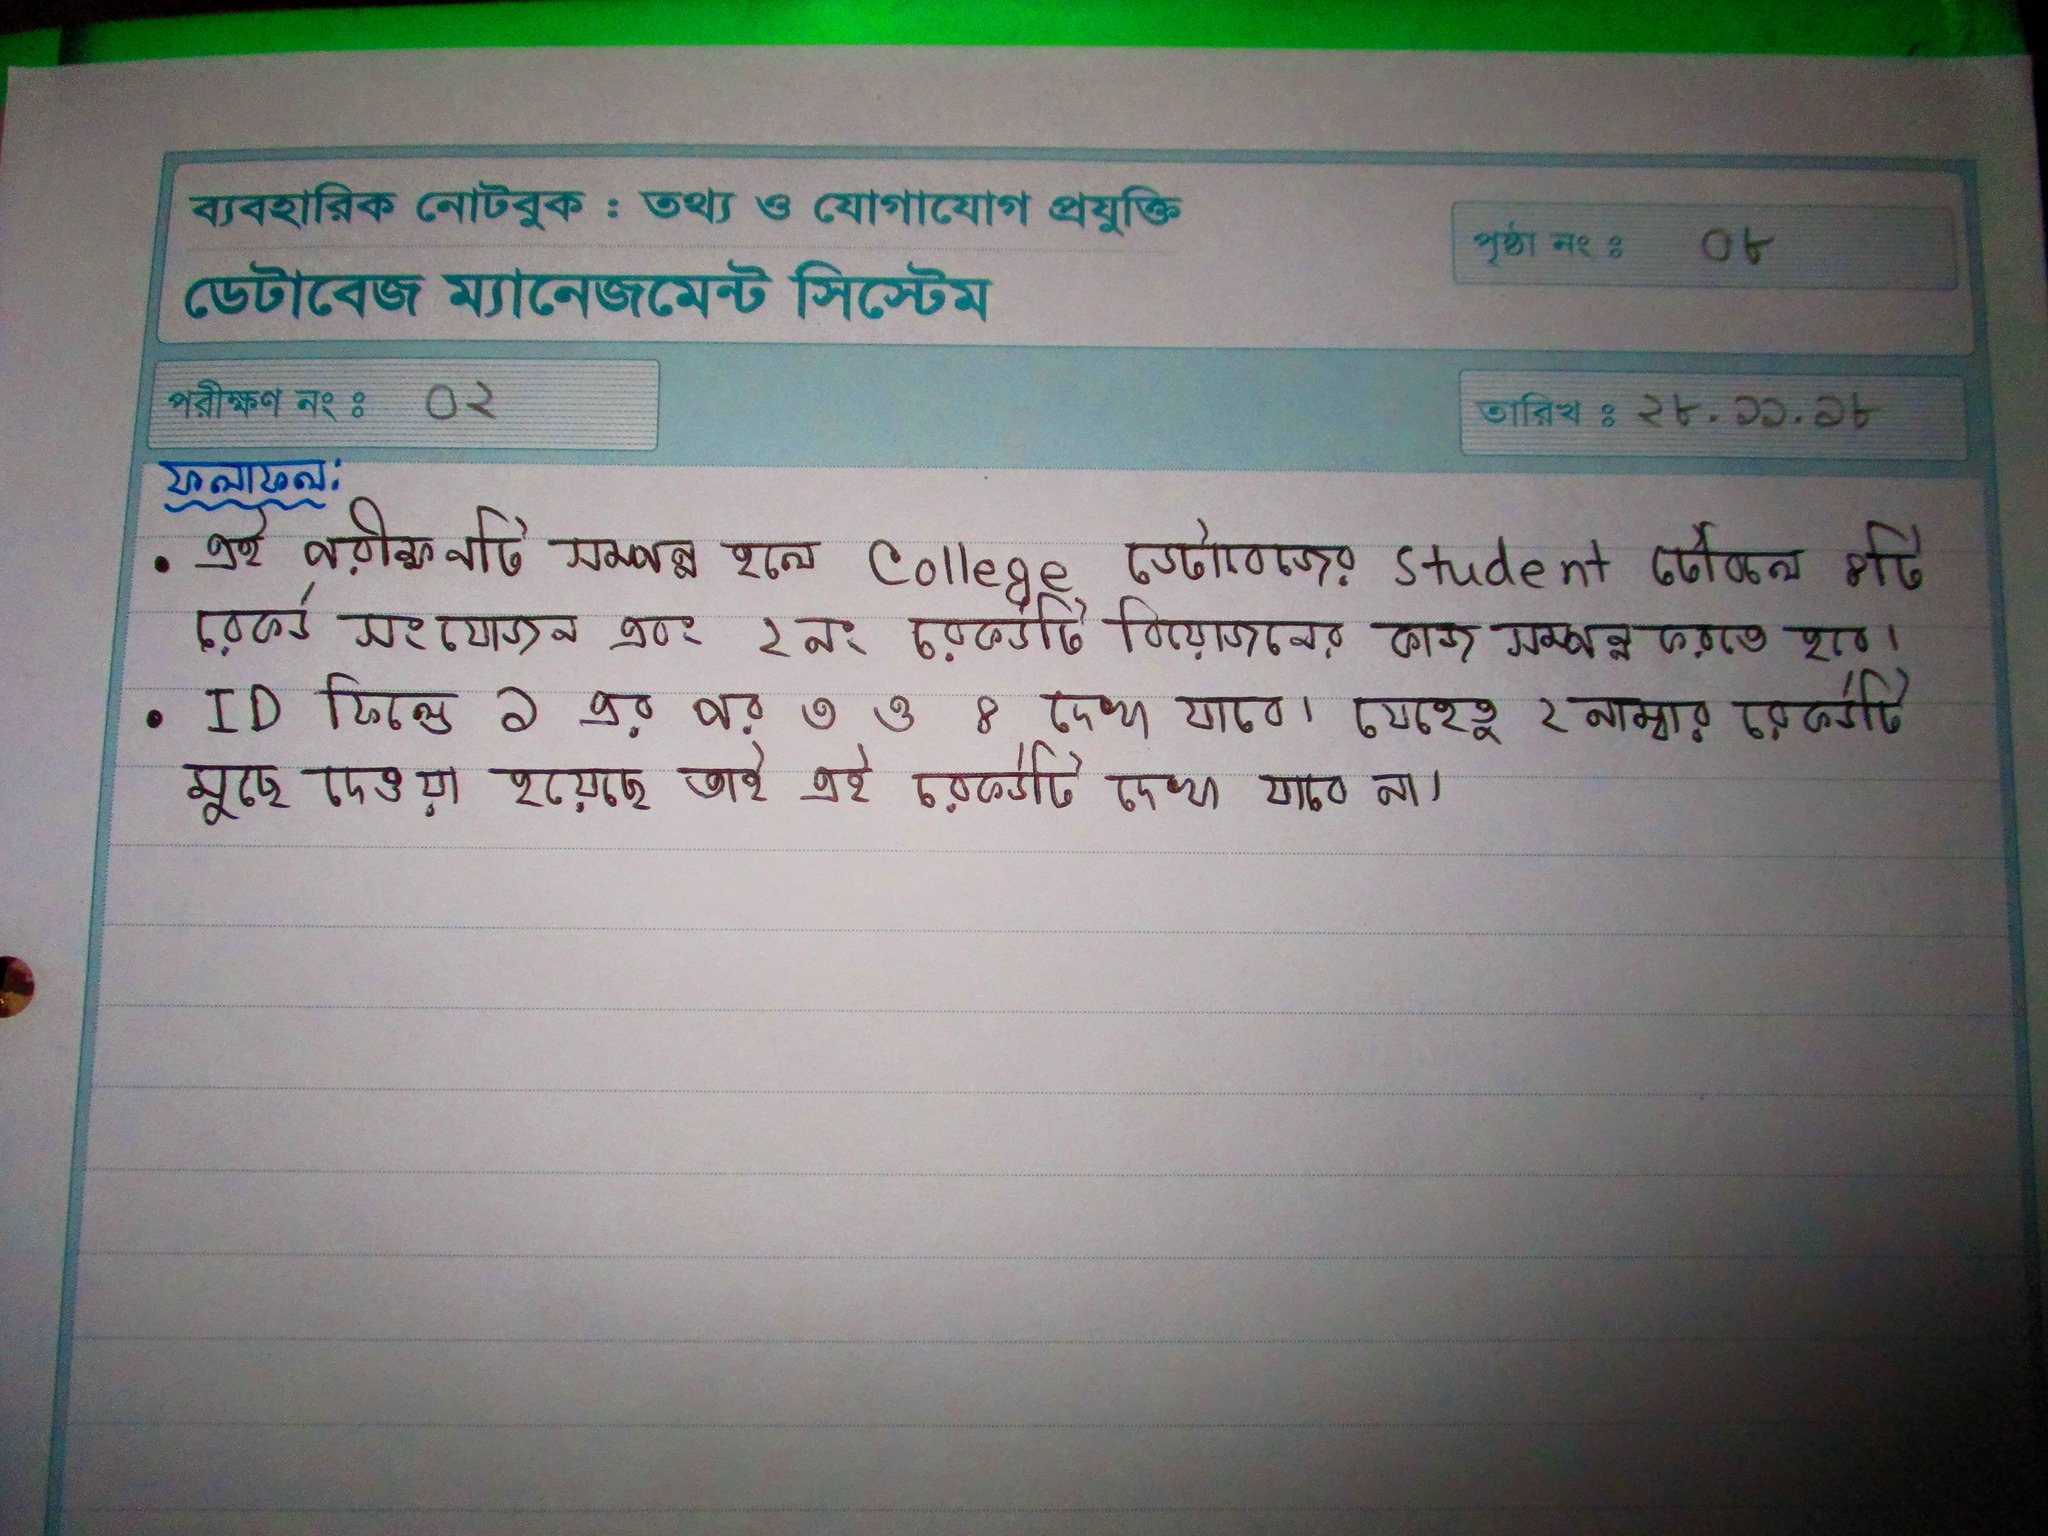 ব্যবহারিক নোটবুক : তথ্য ও যোগাযোগ প্রযুক্তি
পৃষ্ঠা নং ঃ ০৮
ডেটাবেজ ম্যানেজমেন্ট সিস্টেম
পরীক্ষণ নং ঃ ০২
তারিখ ঃ ২৮.১১.১৮
ফলাফল:
• এই পরীক্ষনটি সম্পন্ন হলে College ডেটাবেজের student টেবিলে ৪টি
রেকর্ড সংযোজন এবং ২নং রেকর্ডটি বিয়োজনের কাজ সম্পন্ন করতে হবে।
• ID ফিল্ডে ১ এর পর ৩ ও ৪ দেখা যাবে। যেহেতু ২ নাম্বার রেকর্ডটি
মুছে দেওয়া হয়েছে তাই এই রেকর্ডটি দেখা যাবে না।